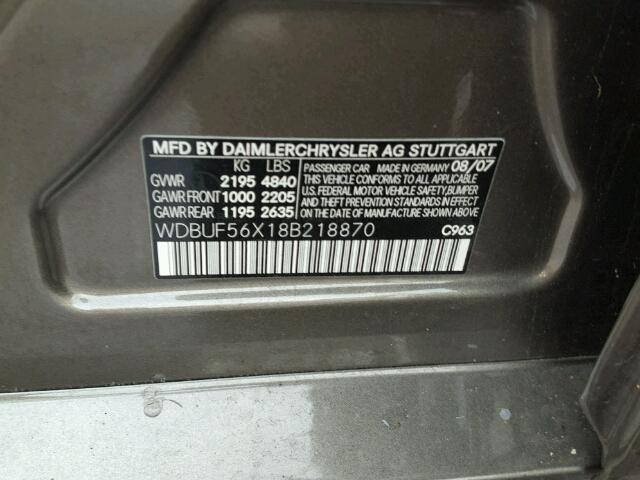 MFD BY DAIMLERCHRYSLER AG STUTTGART
KG LBS
GVWR 2195 4840
GAWR FRONT 1000 2205
GAWR REAR 1195 2635
PASSENGER CAR MADE IN GERMANY 08/07
THIS VEHICLE CONFORMS TO ALL APPLICABLE
U.S. FEDERAL MOTOR VEHICLE SAFETY, BUMPER
AND THEFT PREVENTION STANDARDS IN EFFECT
ON THE DATE OF MANUFACTURE SHOWN ABOVE.
WDBUF56X18B218870 C963